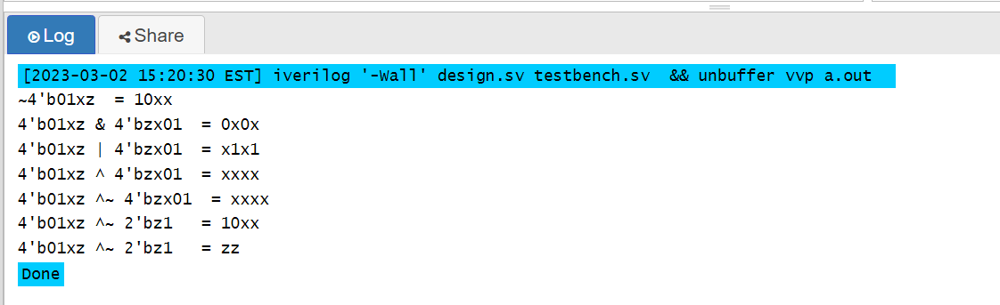 Log Share
[2023-03-02 15:20:30 EST] iverilog '-Wall' design.sv testbench.sv  && unbuffer vvp a.out
~4'b01xz  = 10xx
4'b01xz & 4'bzx01  = 0x0x
4'b01xz | 4'bzx01  = x1x1
4'b01xz ^ 4'bzx01  = xxxx
4'b01xz ^~ 4'bzx01  = xxxx
4'b01xz ^~ 2'bz1   = 10xx
4'b01xz ^~ 2'bz1   = zz
Done